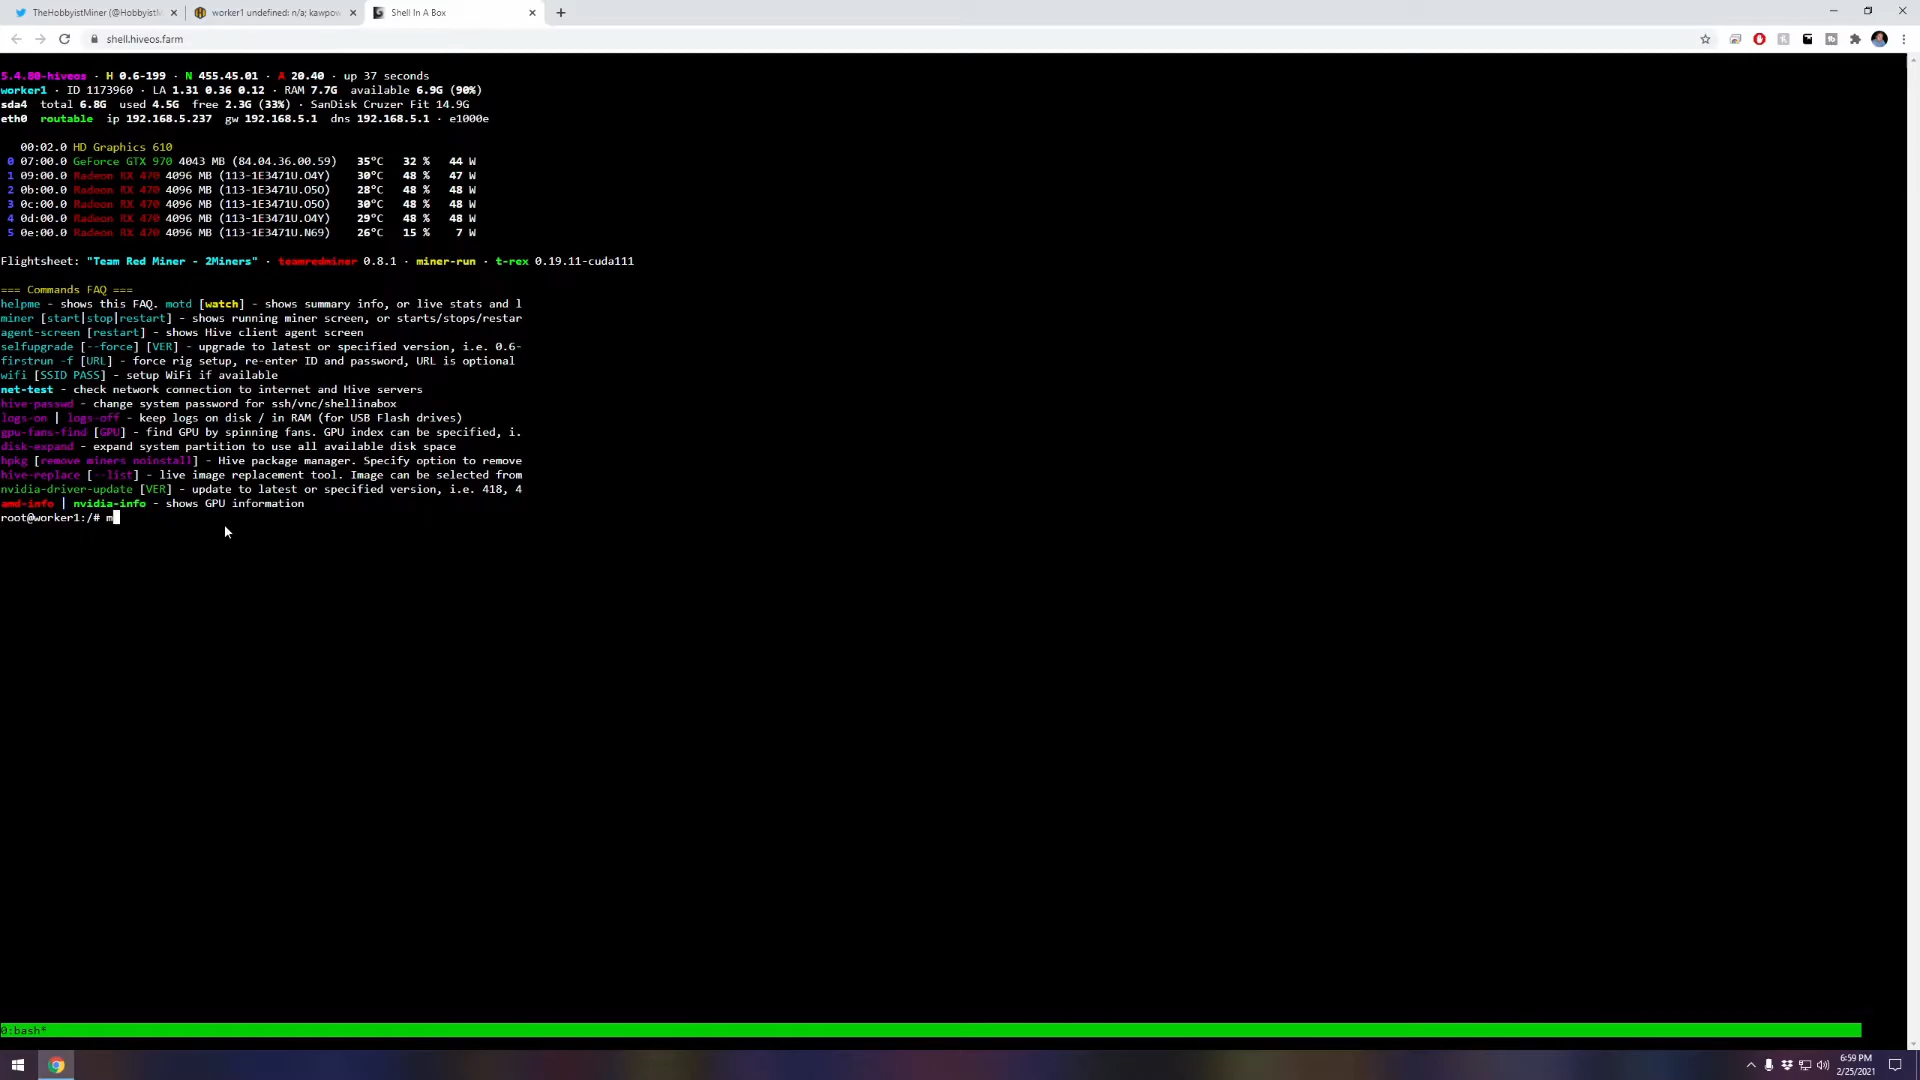 TheHobbyistMiner (@HobbyistM
worker1 undefined: n/a; kawpow
Shell In A Box
shell.hiveos.farm
5.4.80-hiveos · H 0.6-199 · N 455.45.01 · A 20.40 · up 37 seconds
worker1 · ID 1173960 · LA 1.31 0.36 0.12 · RAM 7.7G available 6.9G (90%)
sda4 total 6.8G used 4.5G free 2.3G (33%) · SanDisk Cruzer Fit 14.9G
eth0 routable ip 192.168.5.237 gw 192.168.5.1 dns 192.168.5.1 · e1000e
00:02.0 HD Graphics 610
0 07:00.0 GeForce GTX 970 4043 MB (84.04.36.00.59) 35°C 32 % 44 W
1 09:00.0 Radeon RX 470 4096 MB (113-1E3471U.O4Y) 30°C 48 % 47 W
2 0b:00.0 Radeon RX 470 4096 MB (113-1E3471U.O5O) 28°C 48 % 48 W
3 0c:00.0 Radeon RX 470 4096 MB (113-1E3471U.O5O) 30°C 48 % 48 W
4 0d:00.0 Radeon RX 470 4096 MB (113-1E3471U.O4Y) 29°C 48 % 48 W
5 0e:00.0 Radeon RX 470 4096 MB (113-1E3471U.N69) 26°C 15 % 7 W
Flightsheet: "Team Red Miner - 2Miners" · teamredminer 0.8.1 · miner-run · t-rex 0.19.11-cuda111
=== Commands FAQ ===
helpme - shows this FAQ. motd [watch] - shows summary info, or live stats and l
miner [start|stop|restart] - shows running miner screen, or starts/stops/restar
agent-screen [restart] - shows Hive client agent screen
selfupgrade [--force] [VER] - upgrade to latest or specified version, i.e. 0.6-
firstrun -f [URL] - force rig setup, re-enter ID and password, URL is optional
wifi [SSID PASS] - setup WiFi if available
net-test - check network connection to internet and Hive servers
hive-passwd - change system password for ssh/vnc/shellinabox
logs-on | logs-off - keep logs on disk / in RAM (for USB Flash drives)
gpu-fans-find [GPU] - find GPU by spinning fans. GPU index can be specified, i.
disk-expand - expand system partition to use all available disk space
hpkg [remove miners noinstall] - Hive package manager. Specify option to remove
hive-replace [--list] - live image replacement tool. Image can be selected from
nvidia-driver-update [VER] - update to latest or specified version, i.e. 418, 4
amd-info | nvidia-info - shows GPU information
root@worker1:/# m
0:bash*
6:59 PM
2/25/2021